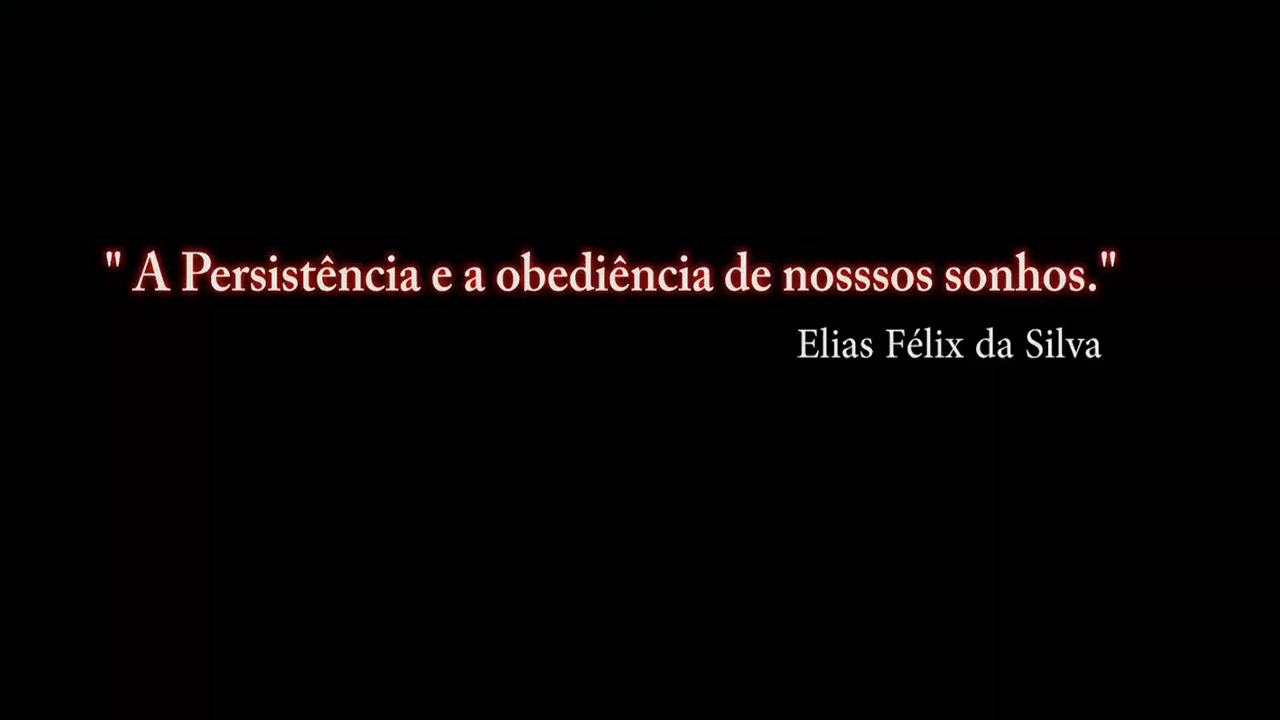 " A Persistência e a obediência de nosssos sonhos."
Elias Félix da Silva